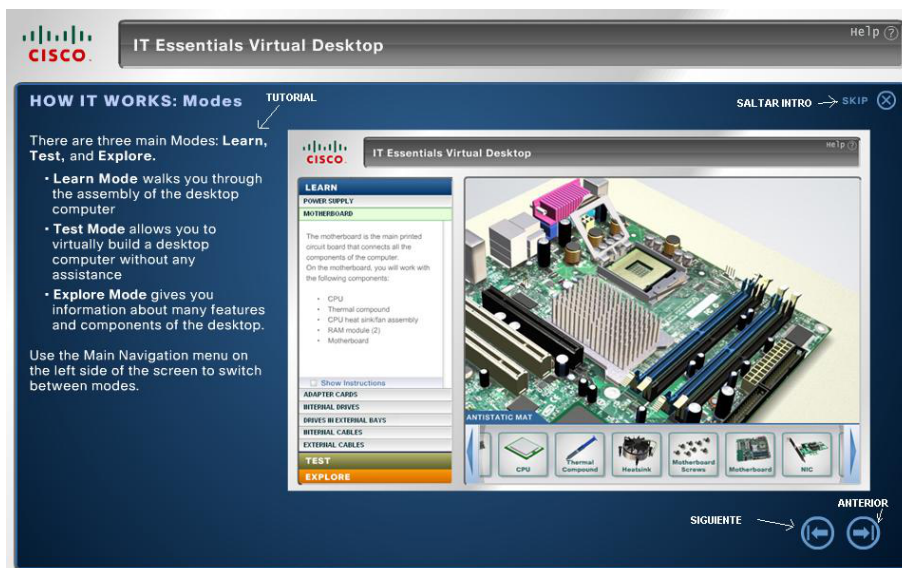 CISCO
IT Essentials Virtual Desktop
Help ?
HOW IT WORKS: Modes
TUTORIAL
SALTAR INTRO
SKIP
There are three main Modes: Learn,
Test, and Explore.
• Learn Mode walks you through
the assembly of the desktop
computer
• Test Mode allows you to
virtually build a desktop
computer without any
assistance
• Explore Mode gives you
information about many features
and components of the desktop.
Use the Main Navigation menu on
the left side of the screen to switch
between modes.
CISCO
IT Essentials Virtual Desktop
Help ?
LEARN
POWER SUPPLY
MOTHERBOARD
The motherboard is the main printed
circuit board that connects all the
components of the computer.
On the motherboard, you will work with
the following components:
• CPU
• Thermal compound
• CPU heat sink/fan assembly
• RAM module (2)
• Motherboard
Show Instructions
ADAPTER CARDS
INTERNAL DRIVES
DRIVES IN EXTERNAL BAYS
INTERNAL CABLES
EXTERNAL CABLES
TEST
EXPLORE
ANTISTATIC MAT
CPU
Thermal
Compound
Heatsink
Motherboard
Screws
Motherboard
NIC
ANTERIOR
SIGUIENTE